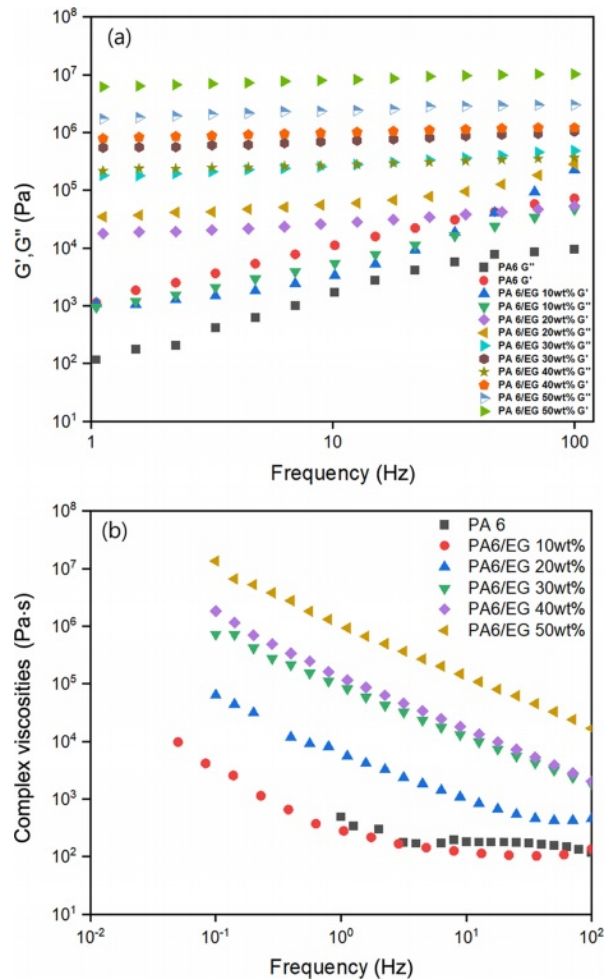 (a)
10⁸
10⁷
10⁶
10⁵
10⁴
10³
10²
10¹
G',G'' (Pa)
PA6 G''
PA6 G'
PA 6/EG 10wt% G'
PA 6/EG 10wt% G''
PA 6/EG 20wt% G'
PA 6/EG 20wt% G''
PA 6/EG 30wt% G''
PA 6/EG 30wt% G'
PA 6/EG 40wt% G''
PA 6/EG 40wt% G'
PA 6/EG 50wt% G''
PA 6/EG 50wt% G'
1 10 100
Frequency (Hz)
(b)
10⁸
10⁷
10⁶
10⁵
10⁴
10³
10²
10¹
Complex viscosities (Pa·s)
PA 6
PA6/EG 10wt%
PA6/EG 20wt%
PA6/EG 30wt%
PA6/EG 40wt%
PA6/EG 50wt%
10⁻² 10⁻¹ 10⁰ 10¹ 10²
Frequency (Hz)